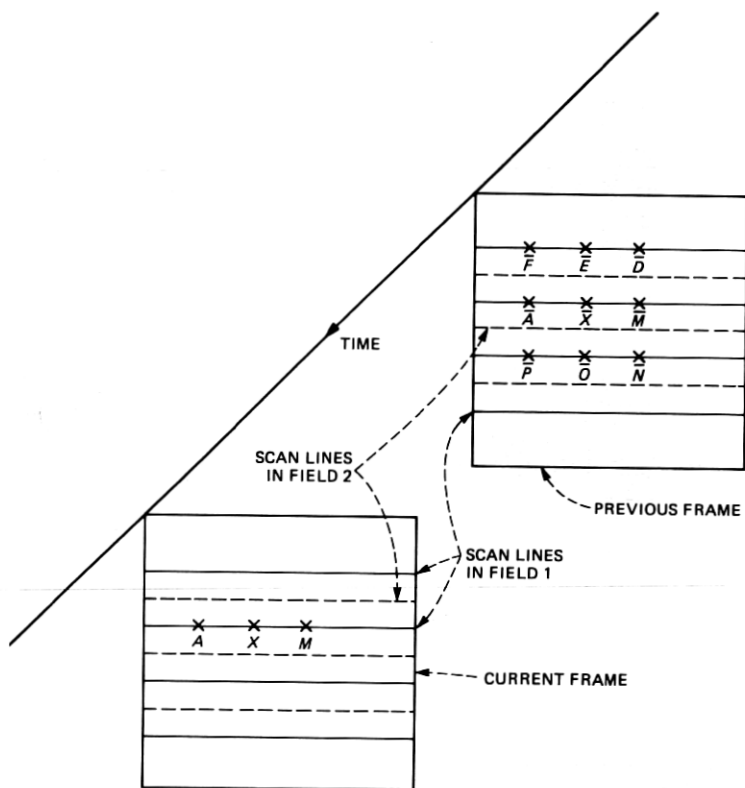 F̅ E̅ D̅
A̅ X̅ M̅
TIME
P̅ O̅ N̅
SCAN LINES
IN FIELD 2
PREVIOUS FRAME
SCAN LINES
IN FIELD 1
A X M
CURRENT FRAME